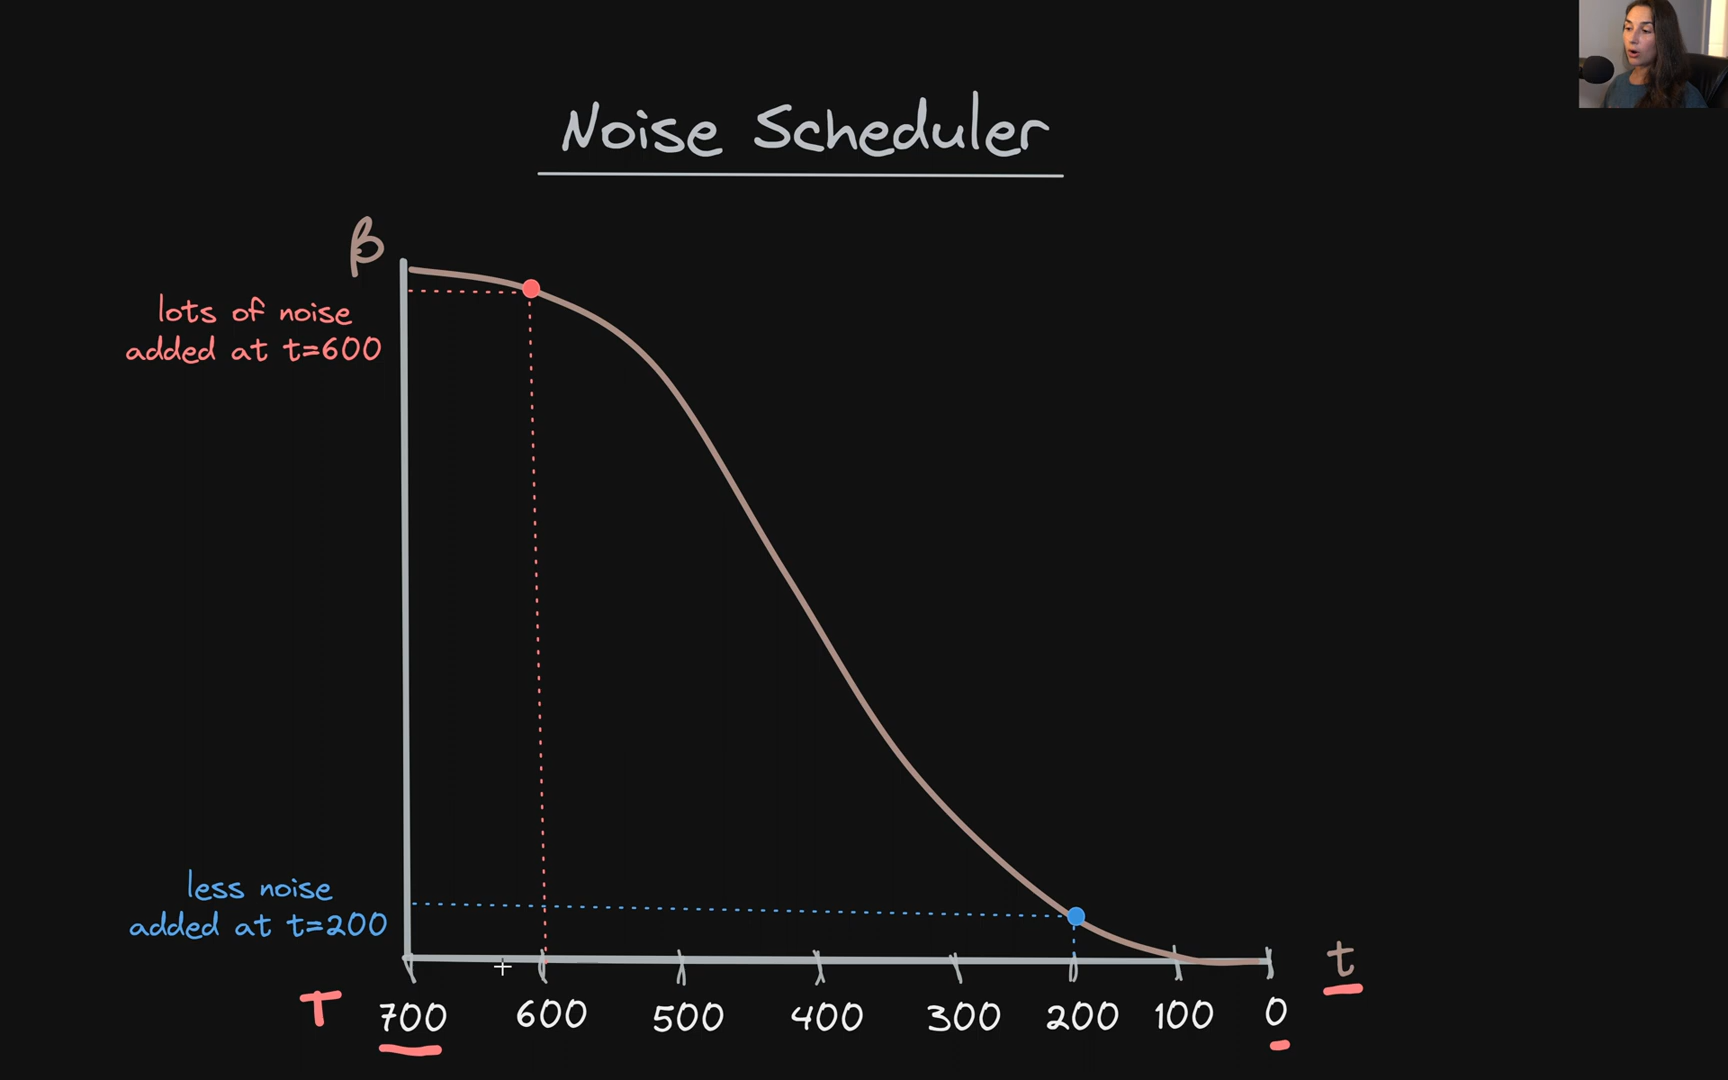 Noise Scheduler
β
lots of noise
added at t=600
less noise
added at t=200
t
T 700 600 500 400 300 200 100 0